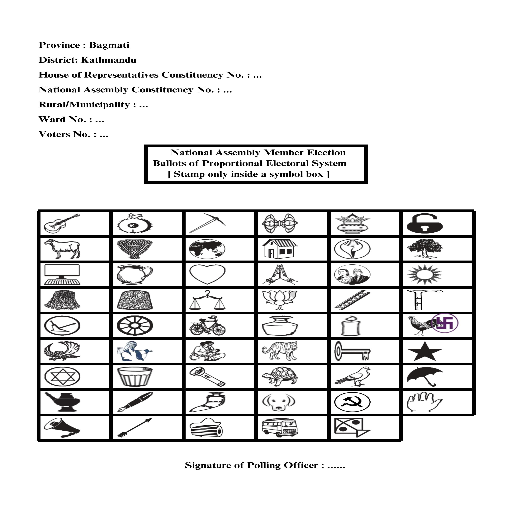 Province : Bagmati
District: Kathmandu
House of Representatives Constituency No. : ...
National Assembly Constituency No. : ...
Rural/Municipality : ...
Ward No. : ...
Voters No. : ...
National Assembly Member Election
Ballots of Proportional Electoral System
[ Stamp only inside a symbol box ]
Signature of Polling Officer : ......